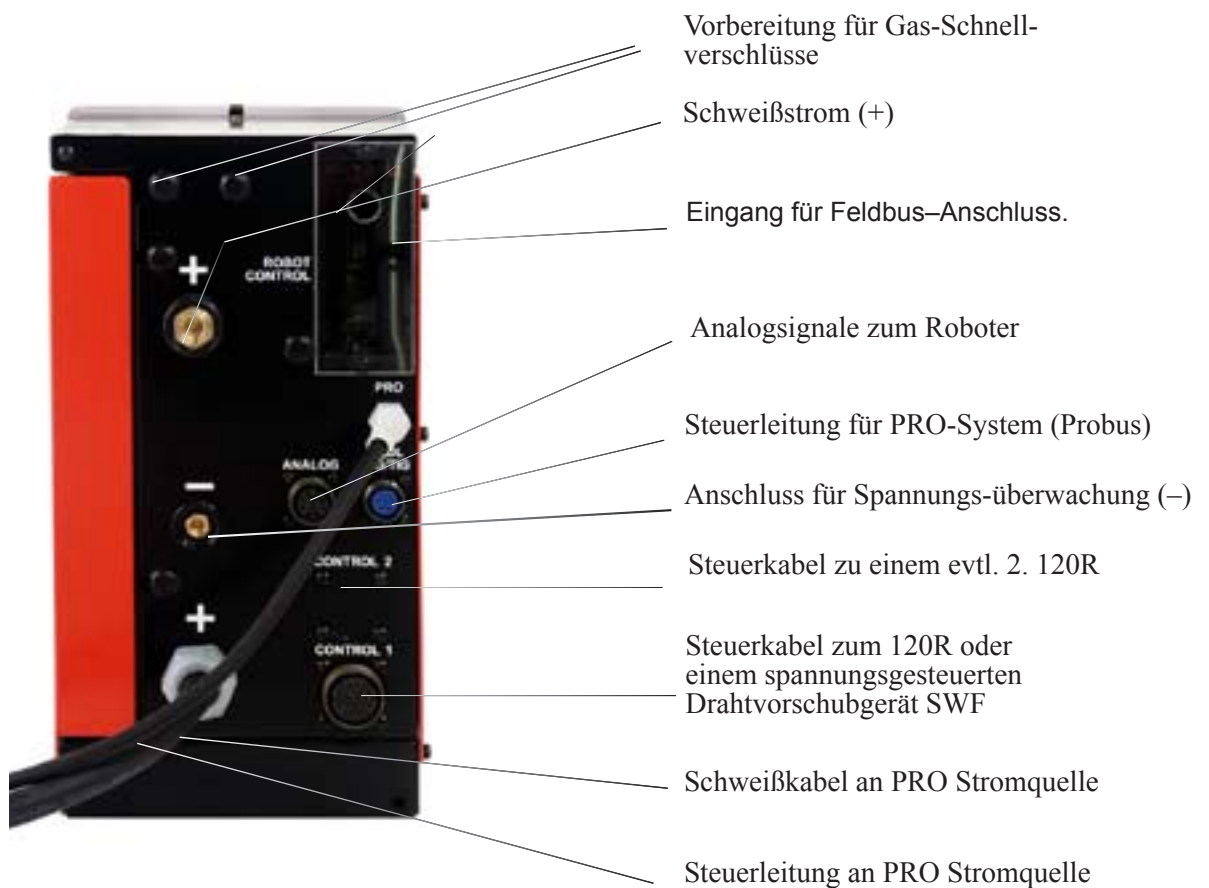 Vorbereitung für Gas-Schnell-
verschlüsse
Schweißstrom (+)
Eingang für Feldbus–Anschluss.
Analogsignale zum Roboter
Steuerleitung für PRO-System (Probus)
Anschluss für Spannungs-überwachung (–)
Steuerkabel zu einem evtl. 2. 120R
Steuerkabel zum 120R oder
einem spannungsgesteuerten
Drahtvorschubgerät SWF
Schweißkabel an PRO Stromquelle
Steuerleitung an PRO Stromquelle
+
ROBOT
CONTROL
PRO
ANALOG
–
CONTROL 2
+
CONTROL 1